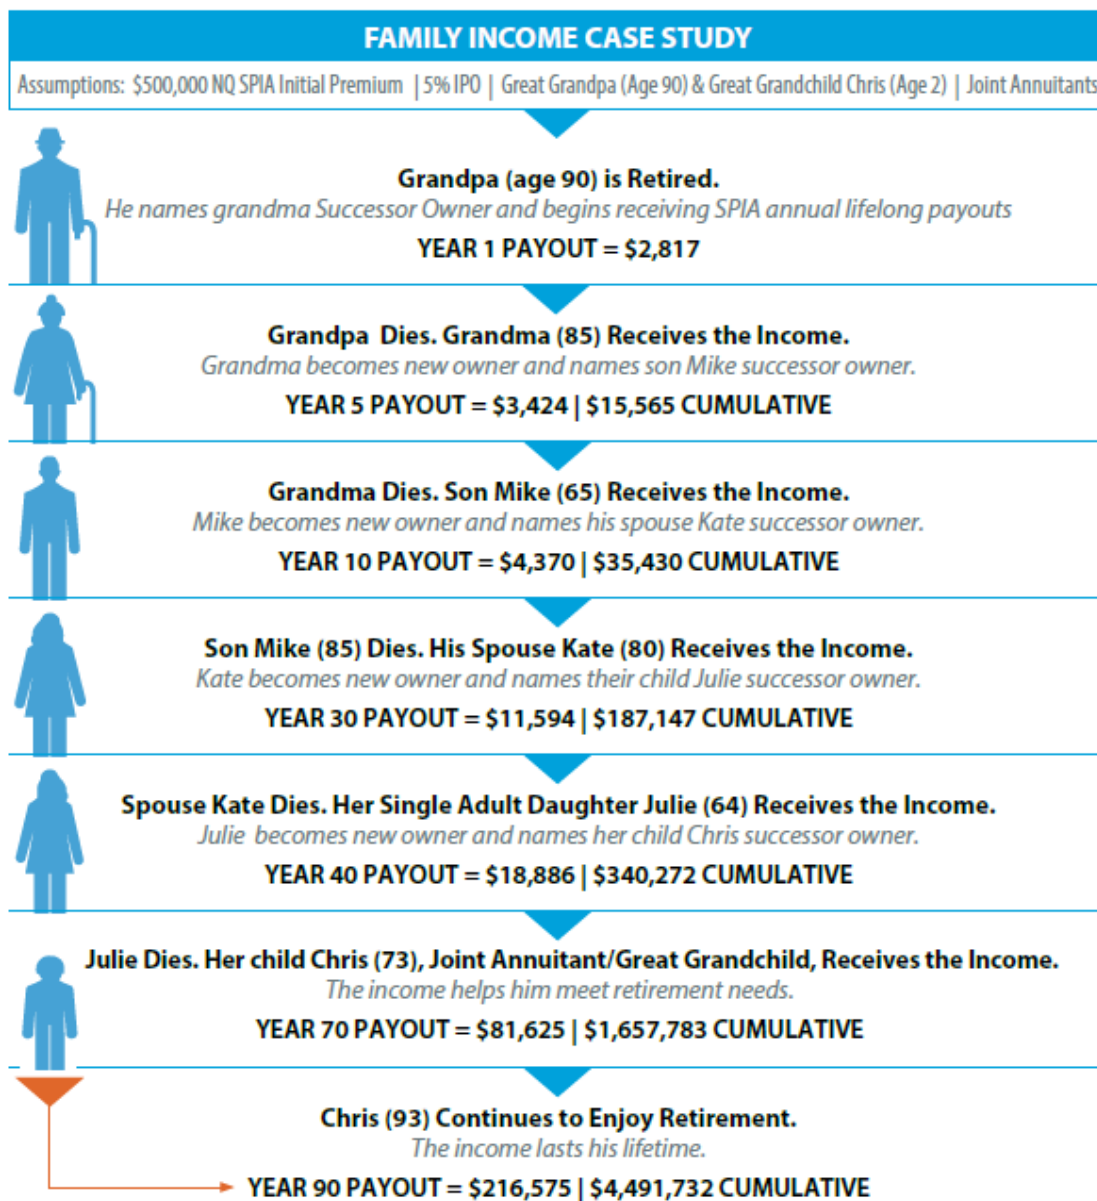 FAMILY INCOME CASE STUDY
Assumptions: $500,000 NQ SPIA Initial Premium | 5% IPO | Great Grandpa (Age 90) & Great Grandchild Chris (Age 2) | Joint Annuitants
Grandpa (age 90) is Retired.
He names grandma Successor Owner and begins receiving SPIA annual lifelong payouts
YEAR 1 PAYOUT = $2,817
Grandpa Dies. Grandma (85) Receives the Income.
Grandma becomes new owner and names son Mike successor owner.
YEAR 5 PAYOUT = $3,424 | $15,565 CUMULATIVE
Grandma Dies. Son Mike (65) Receives the Income.
Mike becomes new owner and names his spouse Kate successor owner.
YEAR 10 PAYOUT = $4,370 | $35,430 CUMULATIVE
Son Mike (85) Dies. His Spouse Kate (80) Receives the Income.
Kate becomes new owner and names their child Julie successor owner.
YEAR 30 PAYOUT = $11,594 | $187,147 CUMULATIVE
Spouse Kate Dies. Her Single Adult Daughter Julie (64) Receives the Income.
Julie becomes new owner and names her child Chris successor owner.
YEAR 40 PAYOUT = $18,886 | $340,272 CUMULATIVE
Julie Dies. Her child Chris (73), Joint Annuitant/Great Grandchild, Receives the Income.
The income helps him meet retirement needs.
YEAR 70 PAYOUT = $81,625 | $1,657,783 CUMULATIVE
Chris (93) Continues to Enjoy Retirement.
The income lasts his lifetime.
YEAR 90 PAYOUT = $216,575 | $4,491,732 CUMULATIVE